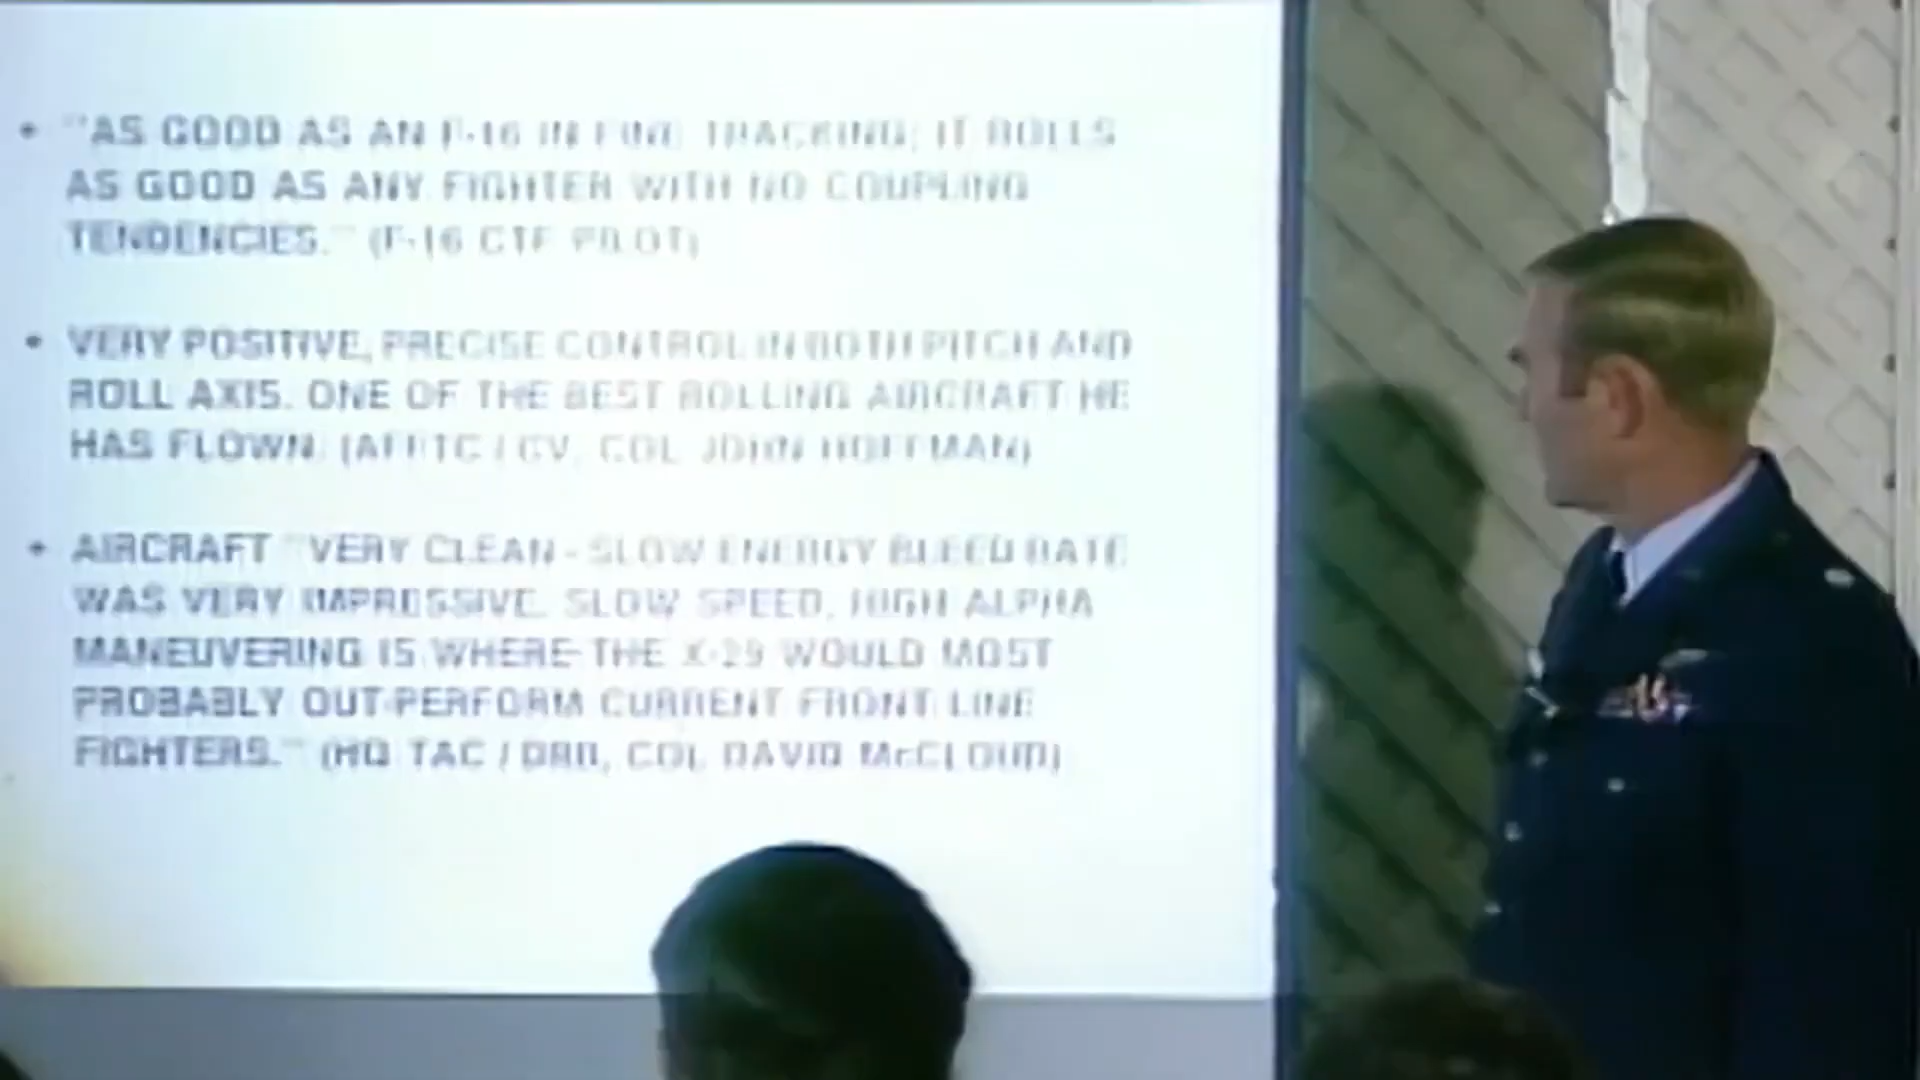 • "AS GOOD AS AN F-16 IN FINE TRACKING; IT ROLLS
AS GOOD AS ANY FIGHTER WITH NO COUPLING
TENDENCIES." (F-16 CTF PILOT)
• VERY POSITIVE, PRECISE CONTROL IN BOTH PITCH AND
ROLL AXIS. ONE OF THE BEST ROLLING AIRCRAFT HE
HAS FLOWN. (AFFTC / CV, COL JOHN HOFFMAN)
• AIRCRAFT "VERY CLEAN - SLOW ENERGY BLEED RATE
WAS VERY IMPRESSIVE. SLOW SPEED, HIGH ALPHA
MANEUVERING IS WHERE THE X-29 WOULD MOST
PROBABLY OUT-PERFORM CURRENT FRONT LINE
FIGHTERS." (HQ TAC / COL DAVID McCLOUD)